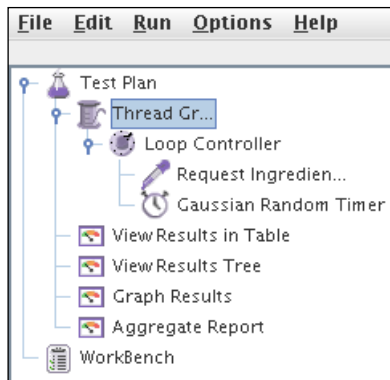 File Edit Run Options Help
Test Plan
Thread Gr...
Loop Controller
Request Ingredien...
Gaussian Random Timer
View Results in Table
View Results Tree
Graph Results
Aggregate Report
WorkBench